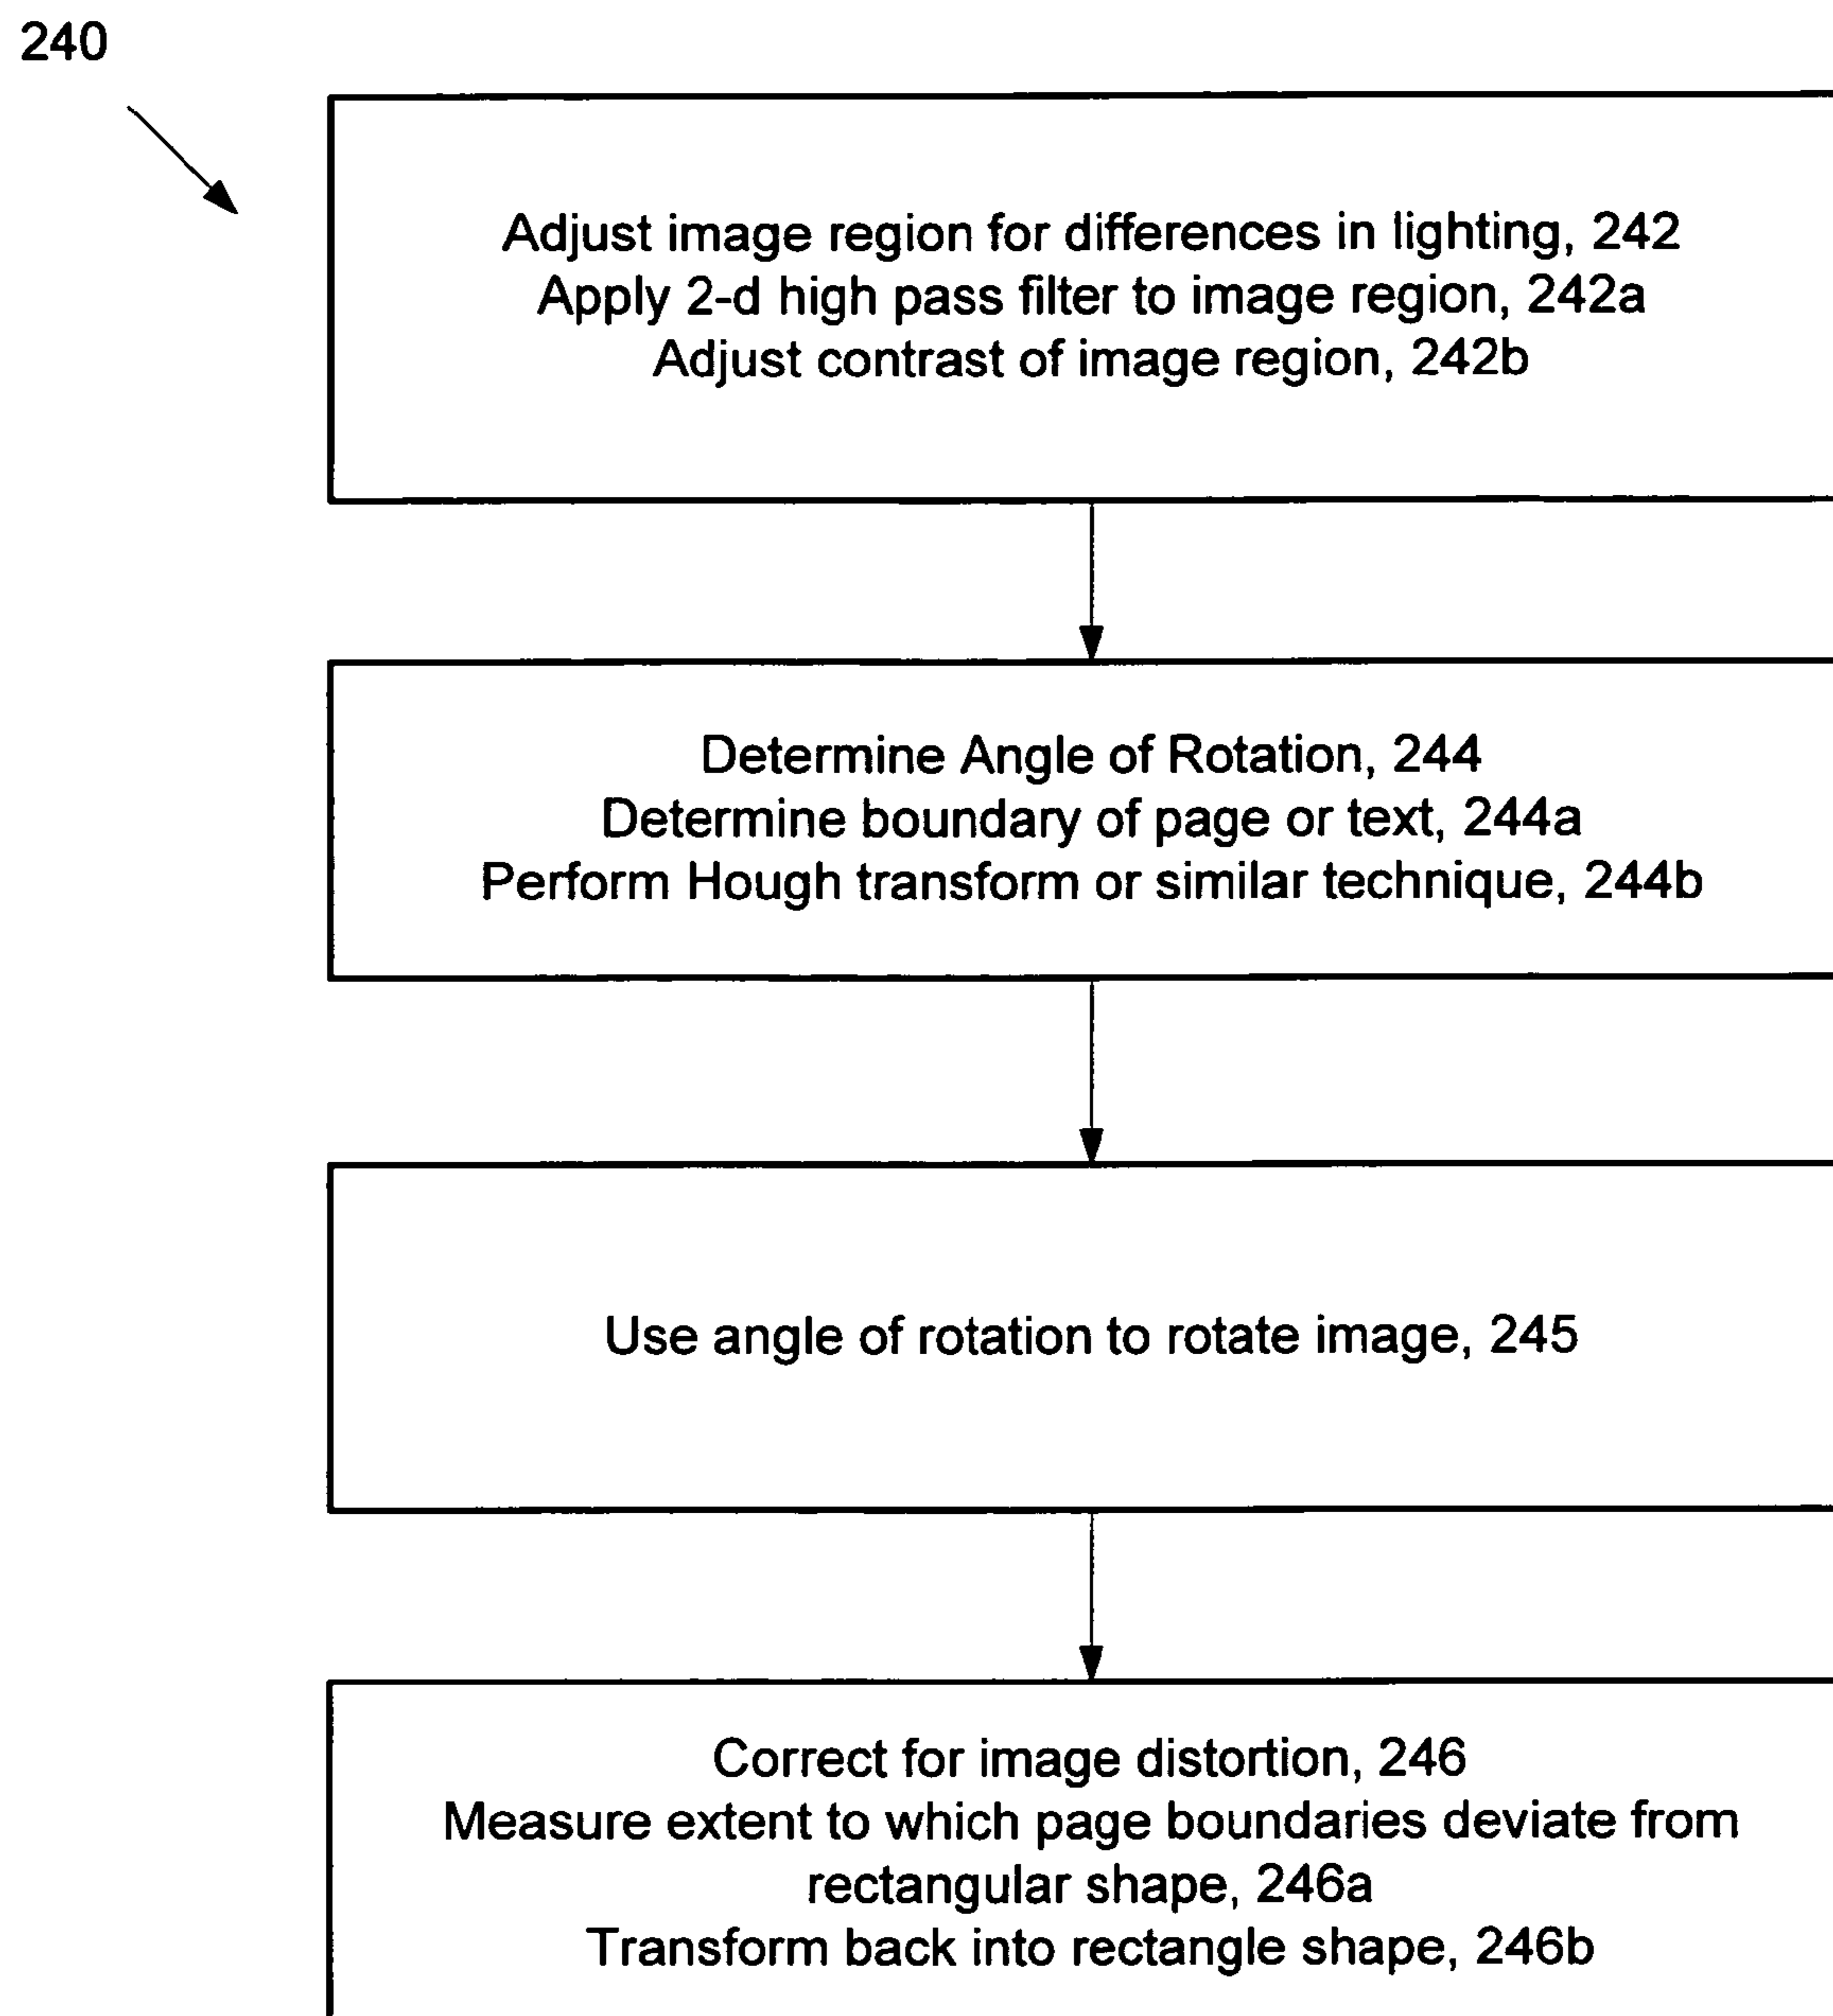 240
Adjust image region for differences in lighting, 242
Apply 2-d high pass filter to image region, 242a
Adjust contrast of image region, 242b
Determine Angle of Rotation, 244
Determine boundary of page or text, 244a
Perform Hough transform or similar technique, 244b
Use angle of rotation to rotate image, 245
Correct for image distortion, 246
Measure extent to which page boundaries deviate from
rectangular shape, 246a
Transform back into rectangle shape, 246b